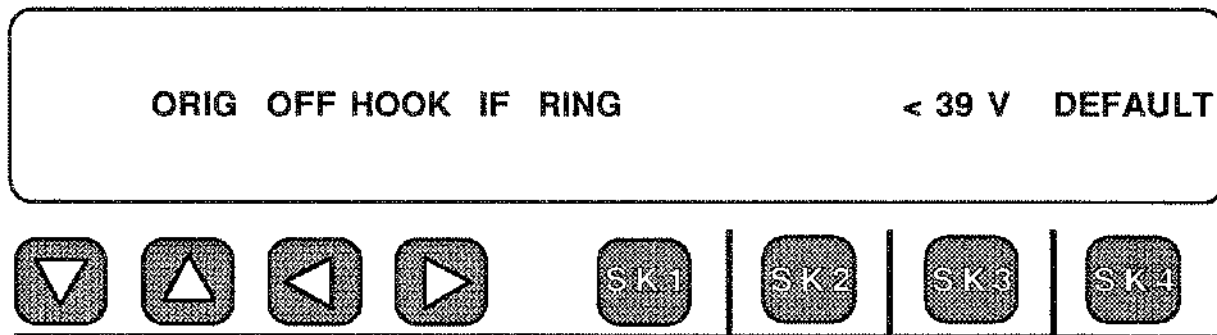 ORIG OFF HOOK IF RING < 39 V DEFAULT
SK1 SK2 SK3 SK4